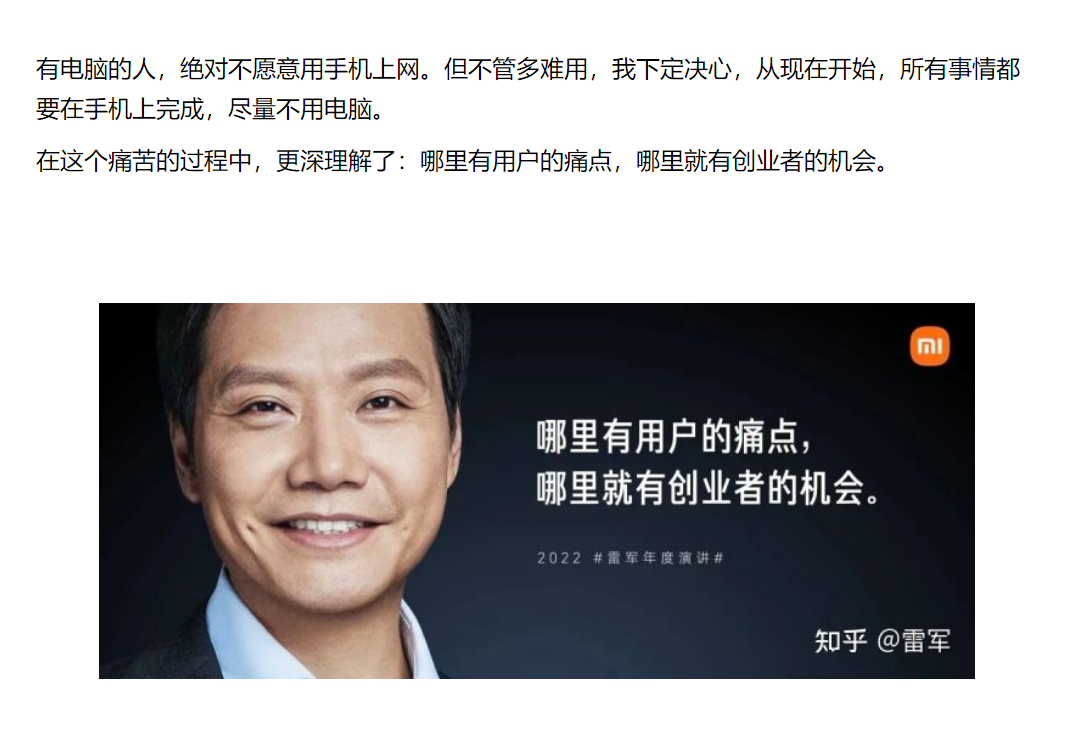 有电脑的人，绝对不愿意用手机上网。但不管多难用，我下定决心，从现在开始，所有事情都
要在手机上完成，尽量不用电脑。
在这个痛苦的过程中，更深理解了：哪里有用户的痛点，哪里就有创业者的机会。
mi
哪里有用户的痛点，
哪里就有创业者的机会。
2022 #雷军年度演讲#
知乎 @雷军